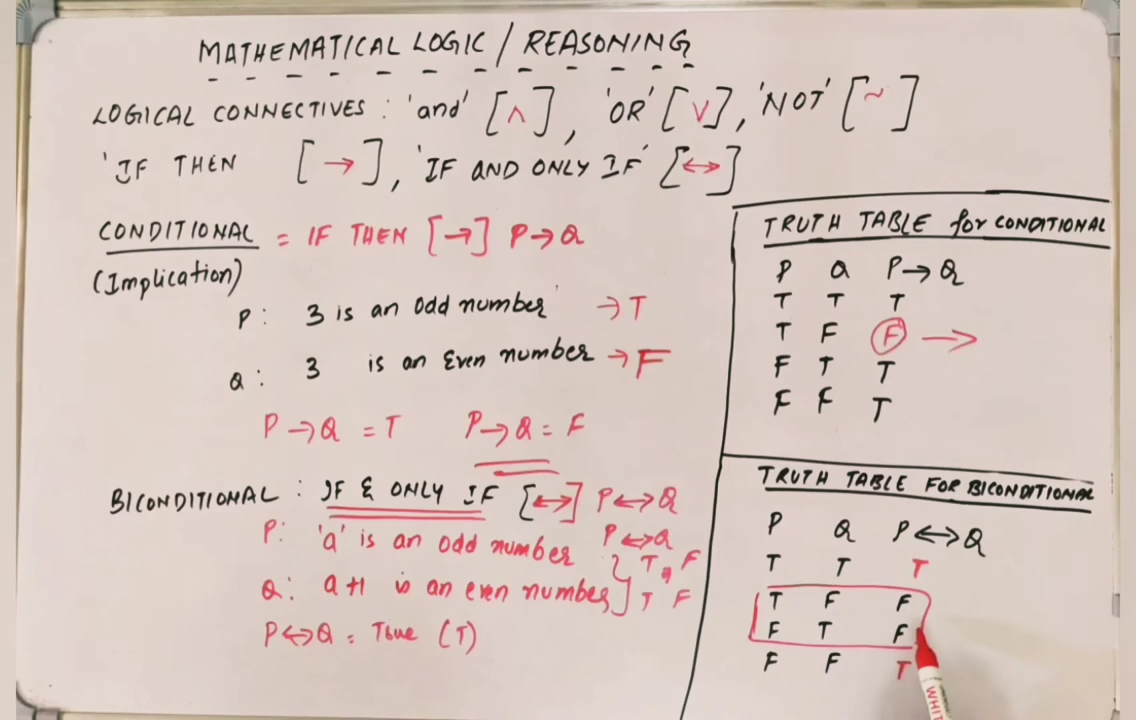 MATHEMATICAL LOGIC / REASONING
LOGICAL CONNECTIVES : 'and' [∧], 'OR' [∨], 'NOT' [~]
'IF THEN [→], 'IF AND ONLY IF' [↔]
CONDITIONAL = IF THEN [→] P→Q
(Implication)
P: 3 is an odd number →T
Q: 3 is an Even number →F
P→Q = T P→Q = F
BICONDITIONAL : IF & ONLY IF [↔] P↔Q
P: 'a' is an odd number P↔Q
T, F
Q: a+1 is an even number T F
P↔Q = True (T)
TRUTH TABLE for CONDITIONAL
P Q P→Q
T T T
T F F →
F T T
F F T
TRUTH TABLE FOR BICONDITIONAL
P Q P↔Q
T T T
T F F
F T F
F F T
WHIT